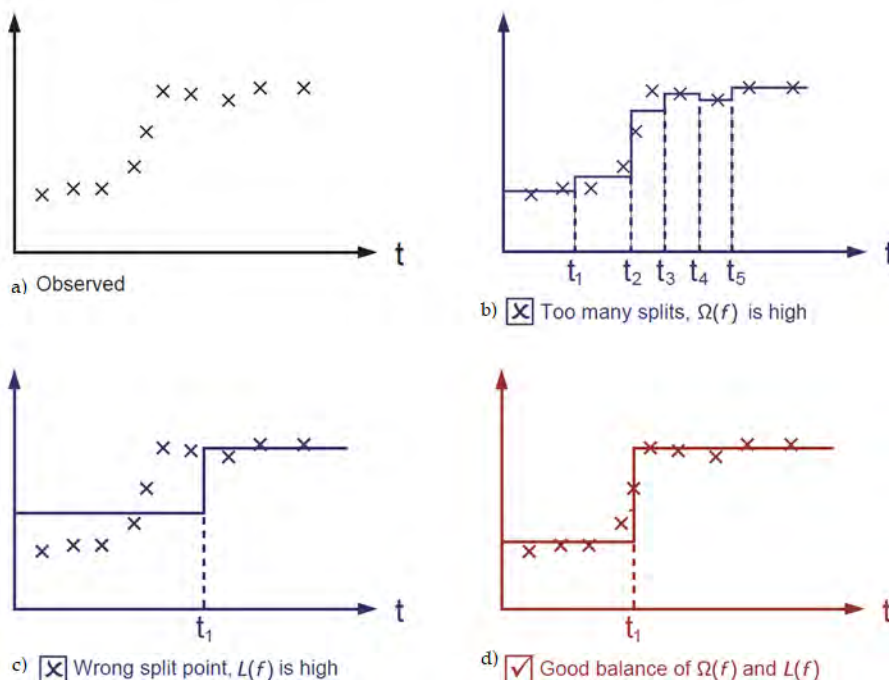 t
a) Observed
t
t₁ t₂ t₃ t₄ t₅
b) Too many splits, Ω(f) is high
t
t₁
c) Wrong split point, L(f) is high
t
t₁
d) Good balance of Ω(f) and L(f)